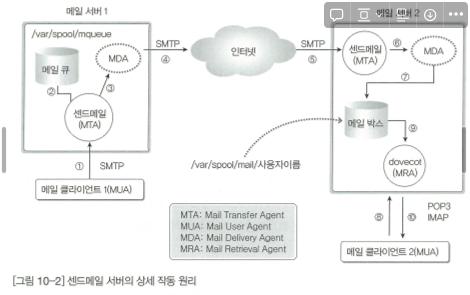 메일 서버 1
/var/spool/mqueue
메일 큐
MDA
②
③
센드메일
(MTA)
①
SMTP
메일 클라이언트 1(MUA)
SMTP
④
인터넷
SMTP
⑤
메일 서버 2
센드메일
(MTA)
⑥
MDA
⑦
메일 박스
⑨
dovecot
(MRA)
/var/spool/mail/사용자이름
⑧
⑩
POP3
IMAP
메일 클라이언트 2(MUA)
MTA: Mail Transfer Agent
MUA: Mail User Agent
MDA: Mail Delivery Agent
MRA: Mail Retrieval Agent
[그림 10-2] 센드메일 서버의 상세 작동 원리